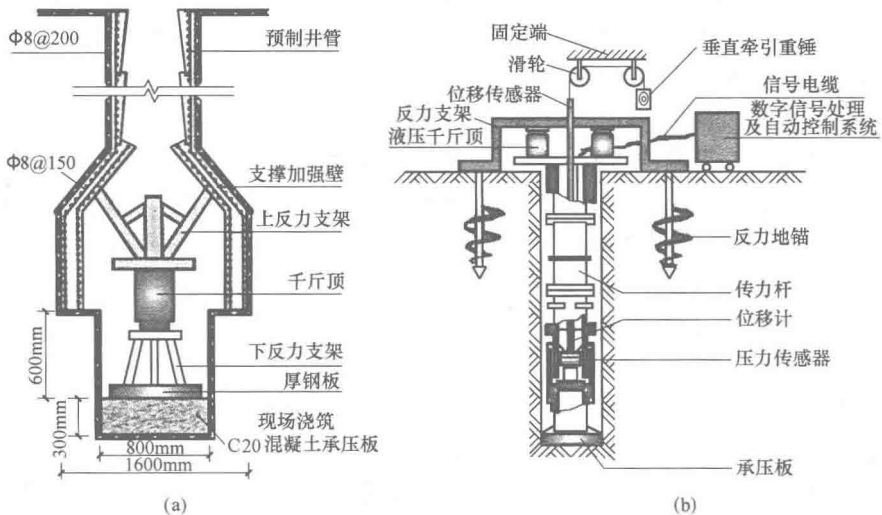 Φ8@200
预制井管
Φ8@150
支撑加强壁
上反力支架
千斤顶
600mm
下反力支架
厚钢板
300mm
现场浇筑
C20混凝土承压板
800mm
1600mm
(a)
固定端
垂直牵引重锤
滑轮
位移传感器
信号电缆
反力支架
数字信号处理
液压千斤顶
及自动控制系统
反力地锚
传力杆
位移计
压力传感器
承压板
(b)